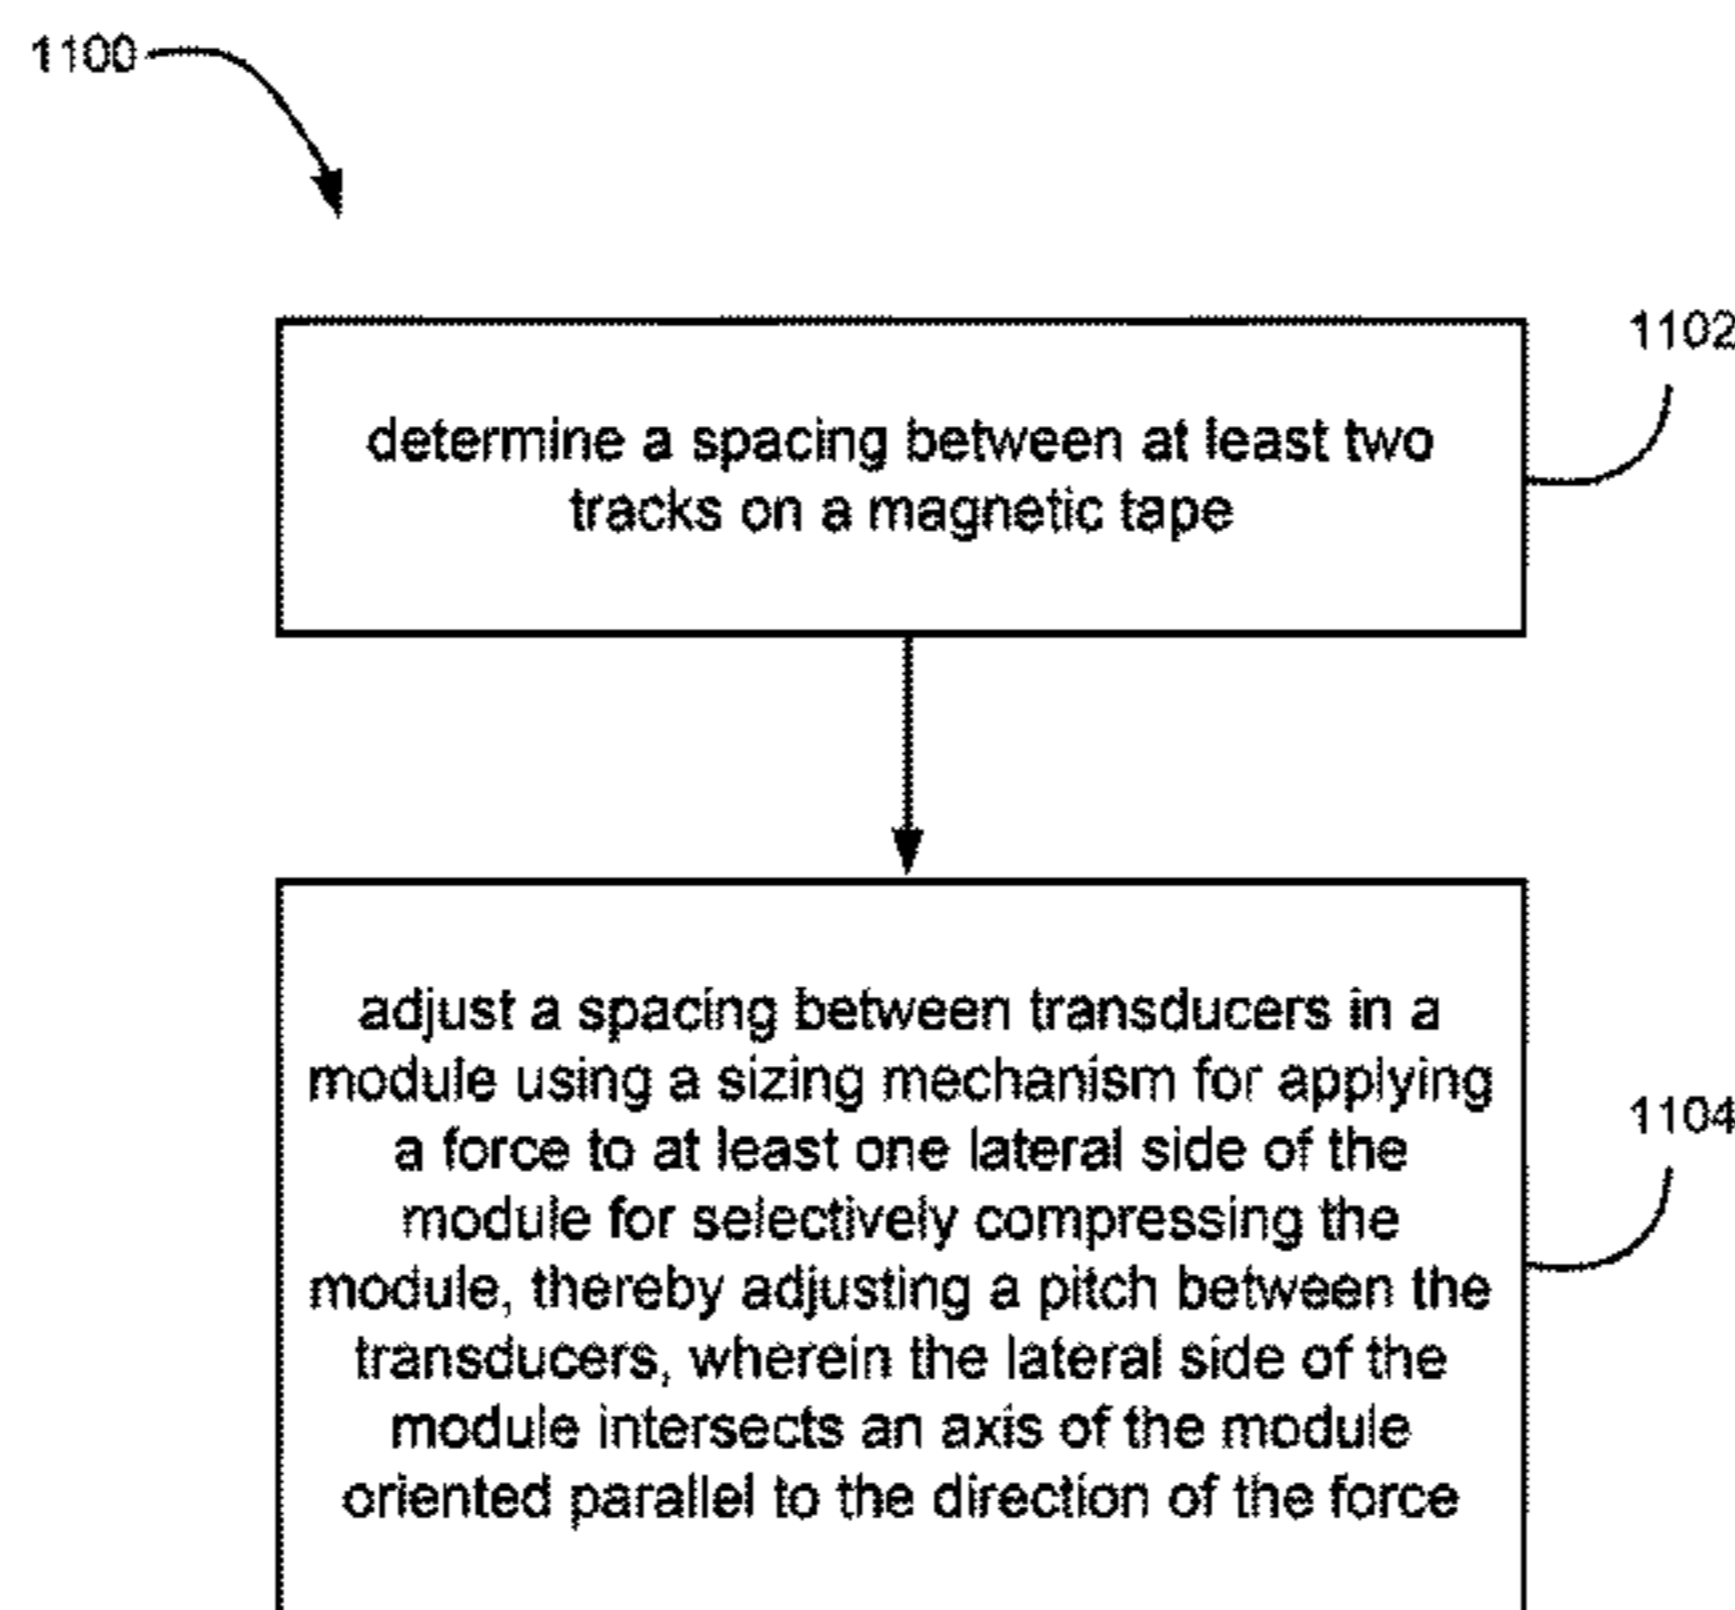 1100
1102
determine a spacing between at least two
tracks on a magnetic tape
adjust a spacing between transducers in a
module using a sizing mechanism for applying
1104
a force to at least one lateral side of the
module for selectively compressing the
module, thereby adjusting a pitch between the
transducers, wherein the lateral side of the
module intersects an axis of the module
oriented parallel to the direction of the force